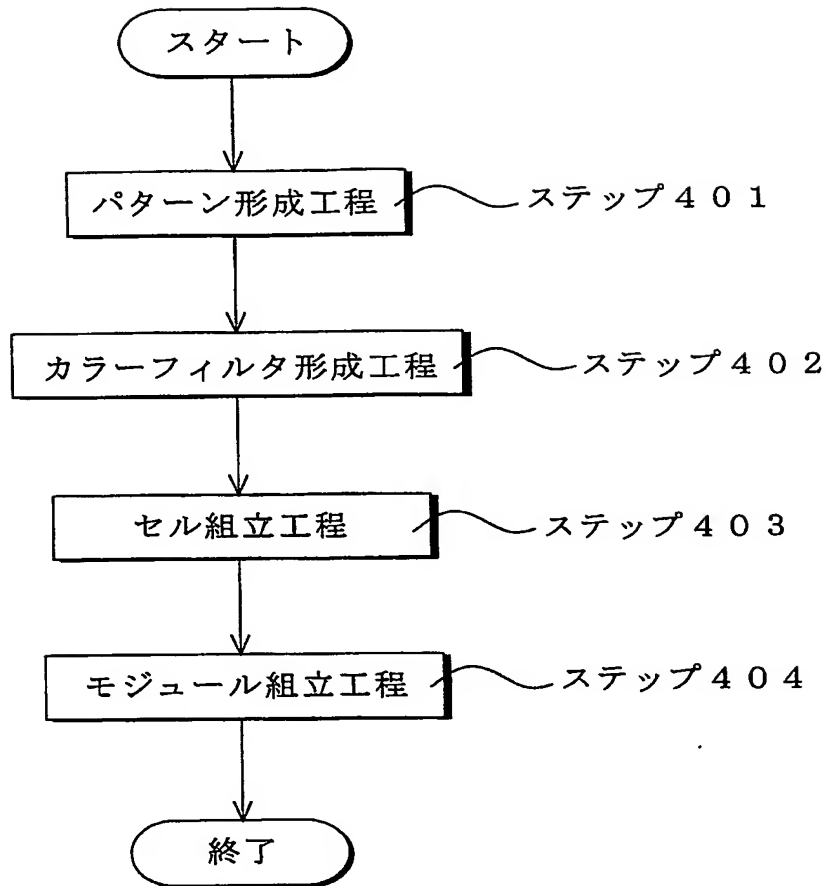 スタート
パターン形成工程
ステップ４０１
カラーフィルタ形成工程
ステップ４０２
セル組立工程
ステップ４０３
モジュール組立工程
ステップ４０４
終了